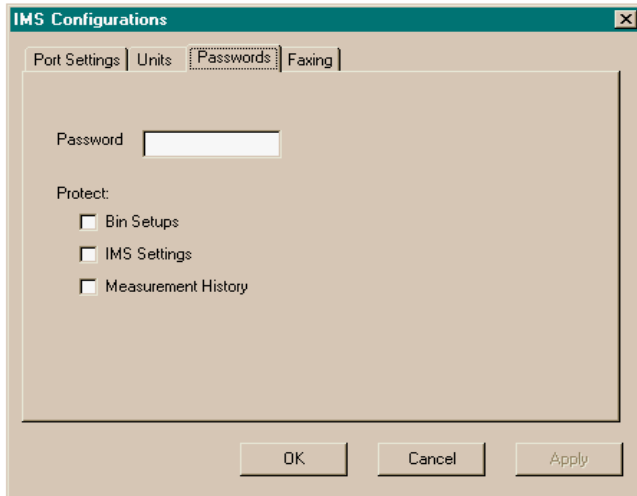 IMS Configurations
Port Settings Units Passwords Faxing
Password
Protect:
Bin Setups
IMS Settings
Measurement History
OK Cancel Apply